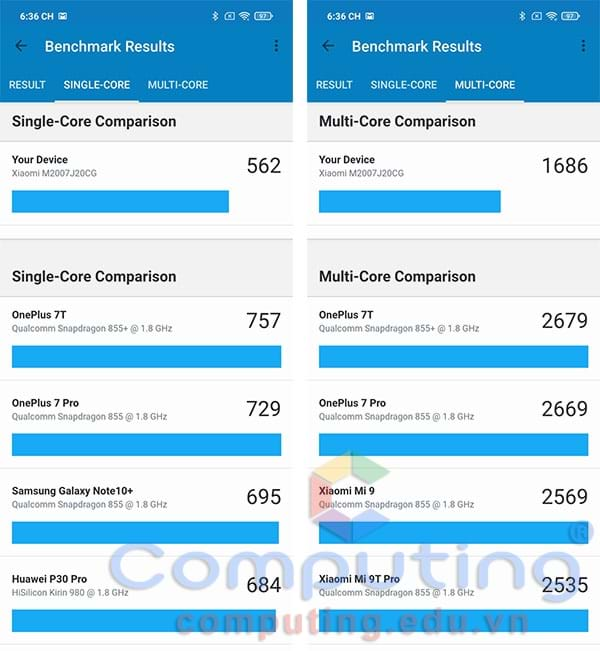 6:36 CH 97
Benchmark Results
RESULT SINGLE-CORE MULTI-CORE
Single-Core Comparison
Your Device 562
Xiaomi M2007J20CG
Single-Core Comparison
OnePlus 7T 757
Qualcomm Snapdragon 855+ @ 1.8 GHz
OnePlus 7 Pro 729
Qualcomm Snapdragon 855 @ 1.8 GHz
Samsung Galaxy Note10+ 695
Qualcomm Snapdragon 855 @ 1.8 GHz
Huawei P30 Pro 684
HiSilicon Kirin 980 @ 1.8 GHz
6:36 CH 97
Benchmark Results
RESULT SINGLE-CORE MULTI-CORE
Multi-Core Comparison
Your Device 1686
Xiaomi M2007J20CG
Multi-Core Comparison
OnePlus 7T 2679
Qualcomm Snapdragon 855+ @ 1.8 GHz
OnePlus 7 Pro 2669
Qualcomm Snapdragon 855 @ 1.8 GHz
Xiaomi Mi 9 2569
Qualcomm Snapdragon 855 @ 1.8 GHz
Xiaomi Mi 9T Pro 2535
Qualcomm Snapdragon 855 @ 1.8 GHz
Computing ®
computing.edu.vn